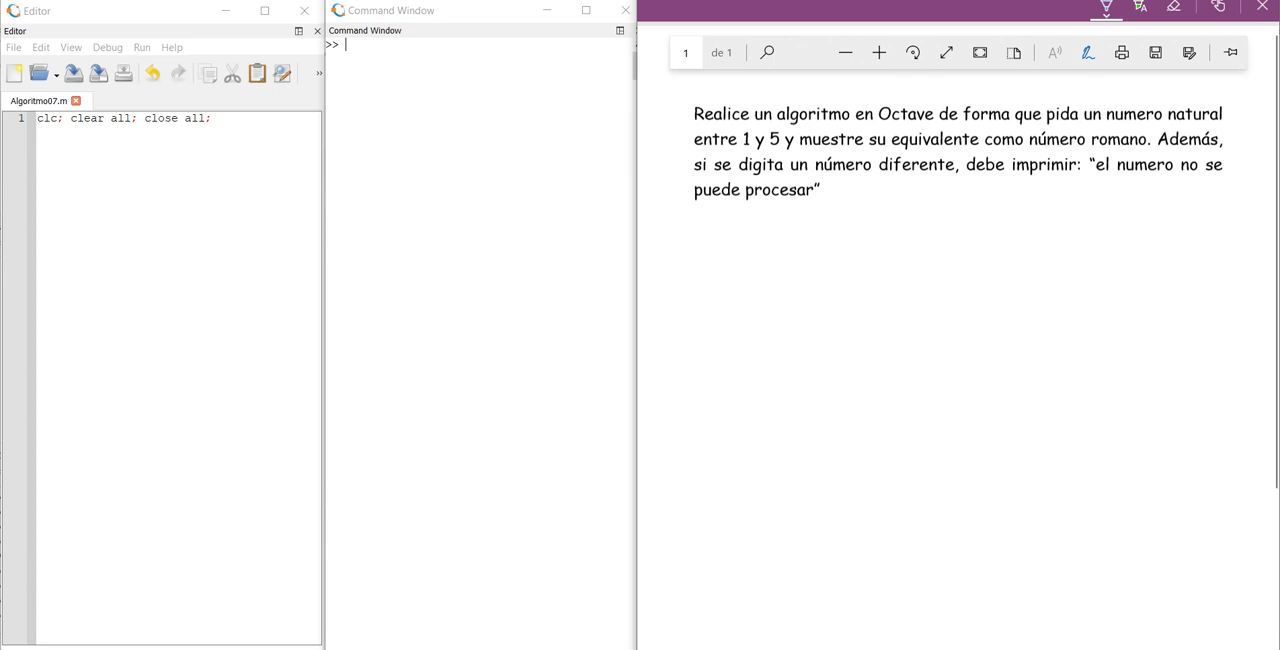 Editor
Editor
File Edit View Debug Run Help
»
Algoritmo07.m
1 clc; clear all; close all;
Command Window
Command Window
>>
1 de 1
Realice un algoritmo en Octave de forma que pida un numero natural
entre 1 y 5 y muestre su equivalente como número romano. Además,
si se digita un número diferente, debe imprimir: “el numero no se
puede procesar”